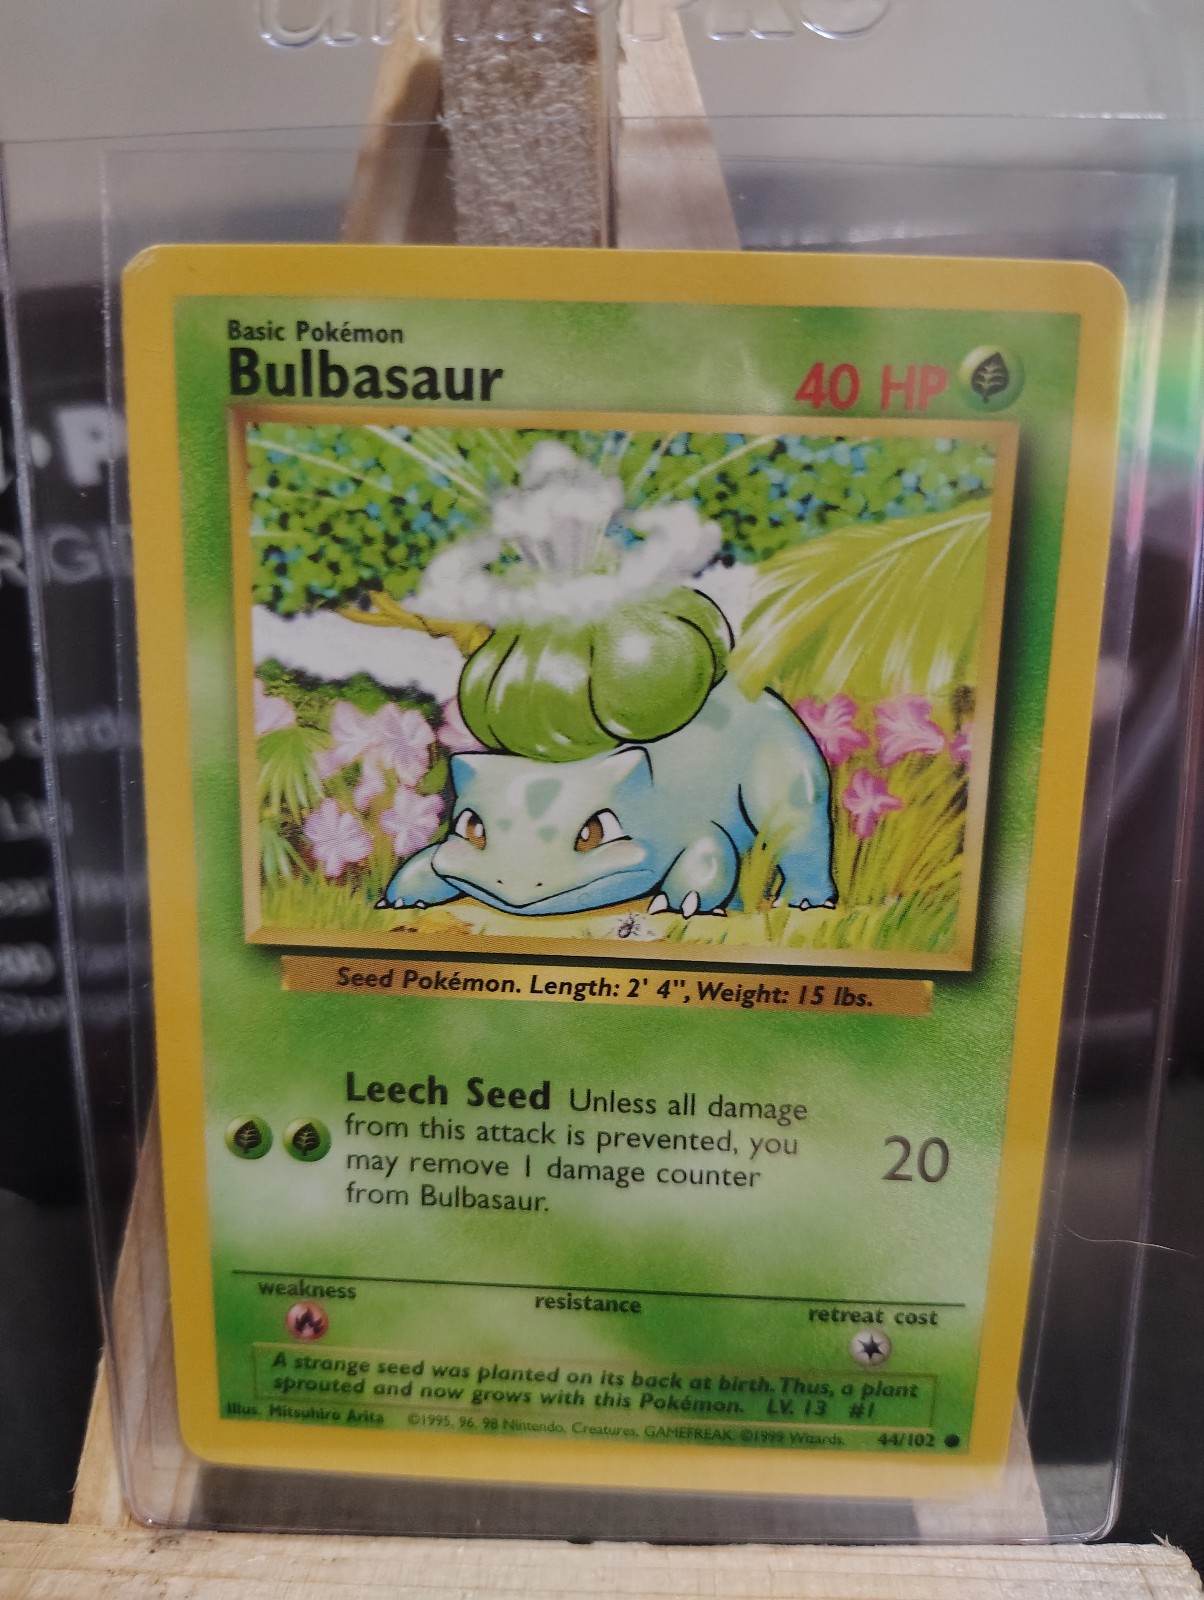 Basic Pokémon
Bulbasaur
40 HP
Seed Pokémon. Length: 2' 4", Weight: 15 lbs.
Leech Seed Unless all damage
from this attack is prevented, you
may remove 1 damage counter
from Bulbasaur.
20
weakness
resistance
retreat cost
A strange seed was planted on its back at birth. Thus, a plant
sprouted and now grows with this Pokémon. LV. 13 #1
Illus. Mitsuhiro Arita ©1995, 96, 98 Nintendo, Creatures, GAMEFREAK. ©1999 Wizards. 44/102